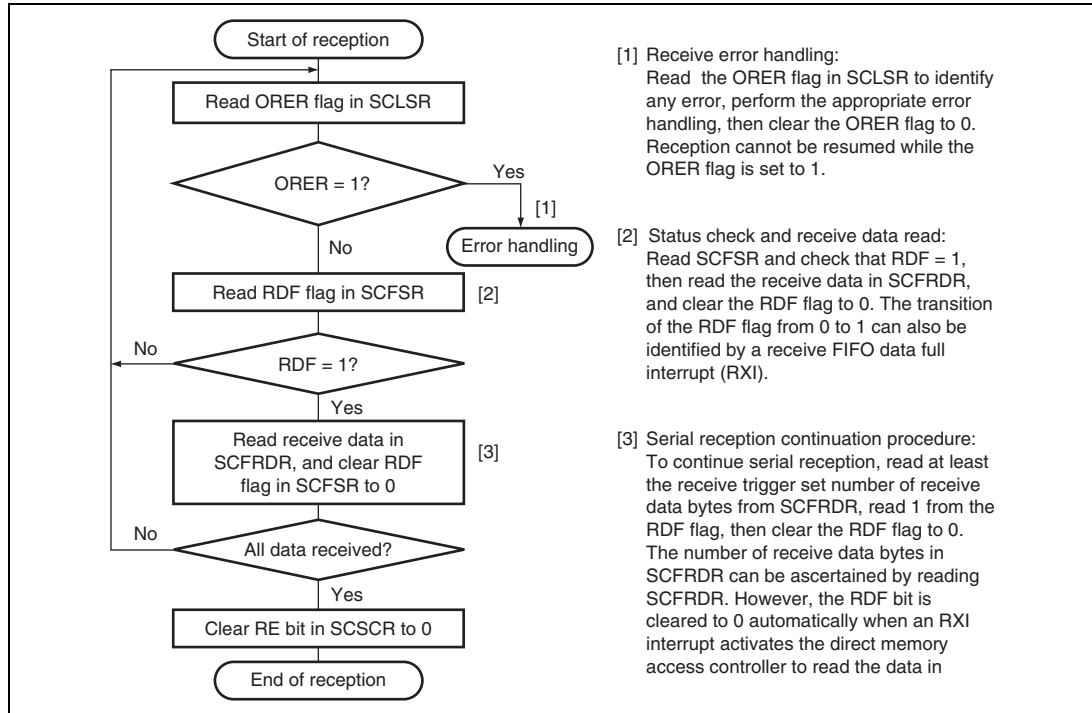 Start of reception
Read ORER flag in SCLSR
ORER = 1?
Yes
[1]
Error handling
No
Read RDF flag in SCFSR
[2]
No
RDF = 1?
Yes
Read receive data in
SCFRDR, and clear RDF
flag in SCFSR to 0
[3]
No
All data received?
Yes
Clear RE bit in SCSCR to 0
End of reception
[1] Receive error handling:
Read the ORER flag in SCLSR to identify
any error, perform the appropriate error
handling, then clear the ORER flag to 0.
Reception cannot be resumed while the
ORER flag is set to 1.
[2] Status check and receive data read:
Read SCFSR and check that RDF = 1,
then read the receive data in SCFRDR,
and clear the RDF flag to 0. The transition
of the RDF flag from 0 to 1 can also be
identified by a receive FIFO data full
interrupt (RXI).
[3] Serial reception continuation procedure:
To continue serial reception, read at least
the receive trigger set number of receive
data bytes from SCFRDR, read 1 from the
RDF flag, then clear the RDF flag to 0.
The number of receive data bytes in
SCFRDR can be ascertained by reading
SCFRDR. However, the RDF bit is
cleared to 0 automatically when an RXI
interrupt activates the direct memory
access controller to read the data in